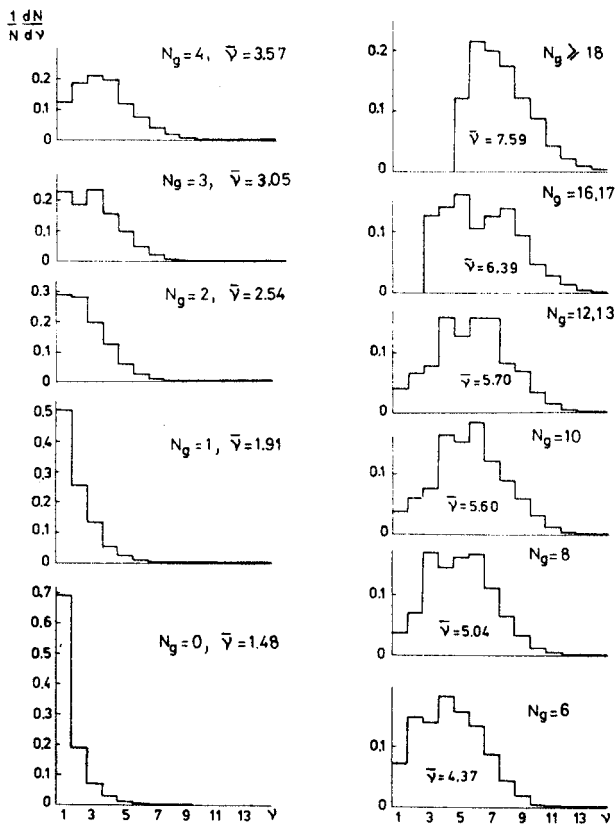 1/N dN/dν
N_g=4, ν̄=3.57
0.2
0.1
0
N_g=3, ν̄=3.05
0.2
0.1
0
N_g=2, ν̄=2.54
0.3
0.2
0.1
0
N_g=1, ν̄=1.91
0.5
0.4
0.3
0.2
0.1
0
N_g=0, ν̄=1.48
0.7
0.6
0.5
0.4
0.3
0.2
0.1
0
1 3 5 7 9 11 13 ν
N_g ⩾ 18
0.2
0.1
0
ν̄=7.59
N_g=16,17
0.1
0
ν̄=6.39
N_g=12,13
0.1
0
ν̄=5.70
N_g=10
0.1
0
ν̄=5.60
N_g=8
0.1
0
ν̄=5.04
N_g=6
0.1
0
ν̄=4.37
1 3 5 7 9 11 13 ν